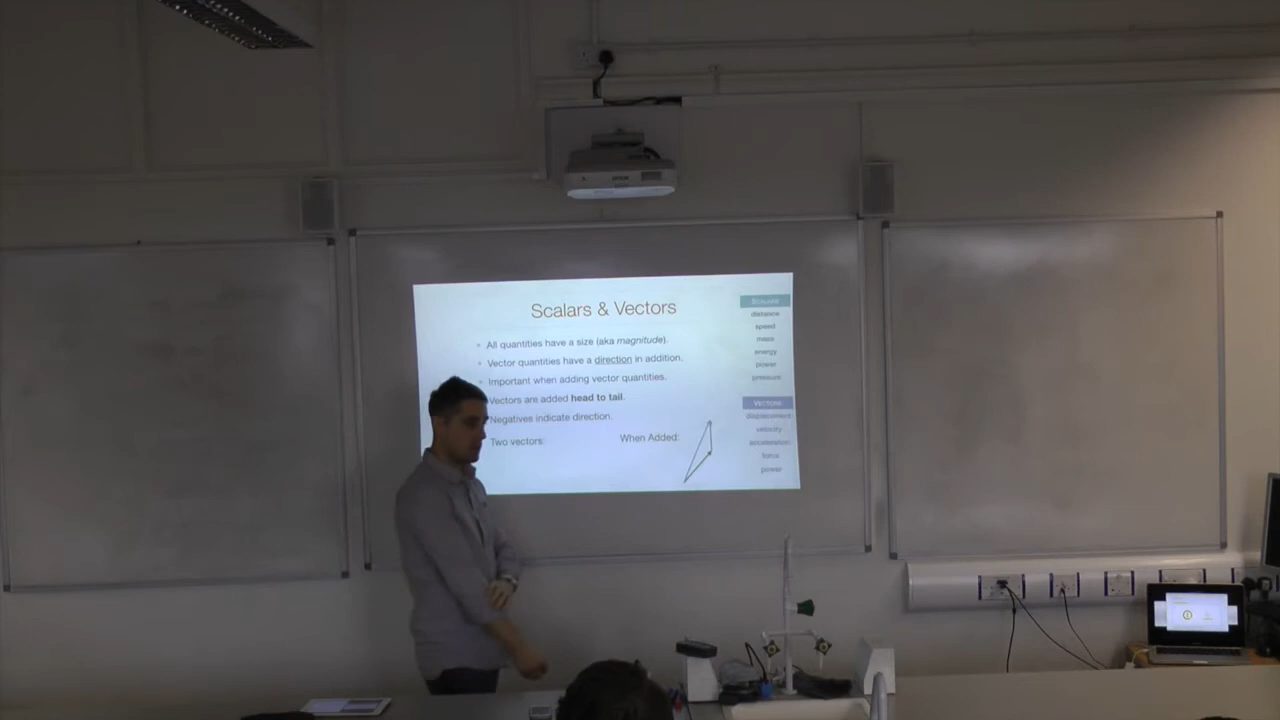 EPSON
Scalars & Vectors
All quantities have a size (aka magnitude).
Vector quantities have a direction in addition.
Important when adding vector quantities.
Vectors are added head to tail.
Negatives indicate direction.
Two vectors:
When Added:
SCALARS
distance
speed
mass
energy
power
pressure
VECTORS
displacement
velocity
acceleration
force
power